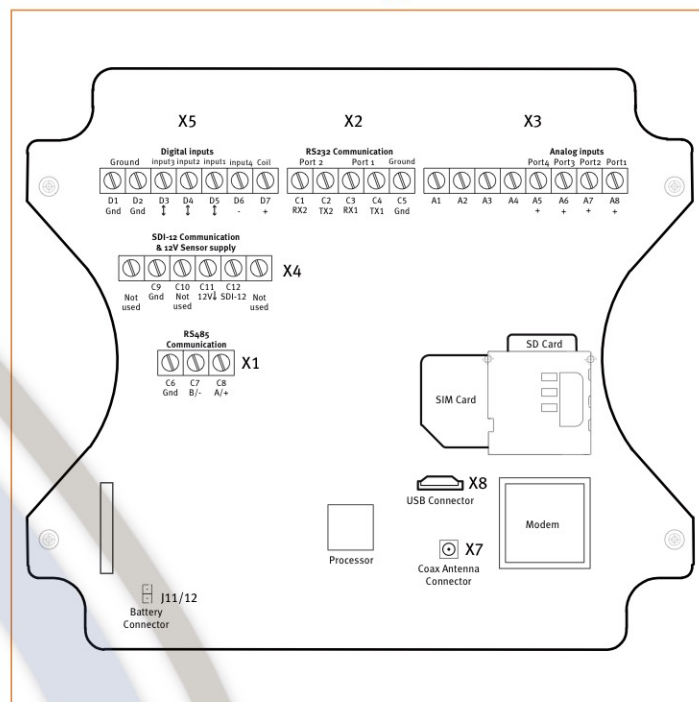 X5 X2 X3
Digital inputs RS232 Communication Analog inputs
Ground input3 input2 input1 input4 Coil Port 2 Port 1 Ground Port4 Port3 Port2 Port1
D1 D2 D3 D4 D5 D6 D7 C1 C2 C3 C4 C5 A1 A2 A3 A4 A5 A6 A7 A8
Gnd Gnd ↕ ↕ ↕ - + RX2 TX2 RX1 TX1 Gnd + + + +
SDI-12 Communication
& 12V Sensor supply
X4
C9 C10 C11 C12
Not Gnd Not 12V↓ SDI-12 Not
used used used
RS485
Communication
X1
C6 C7 C8
Gnd B/- A/+
SD Card
SIM Card
X8
USB Connector
Modem
Processor
X7
Coax Antenna
Connector
J11/12
Battery
Connector